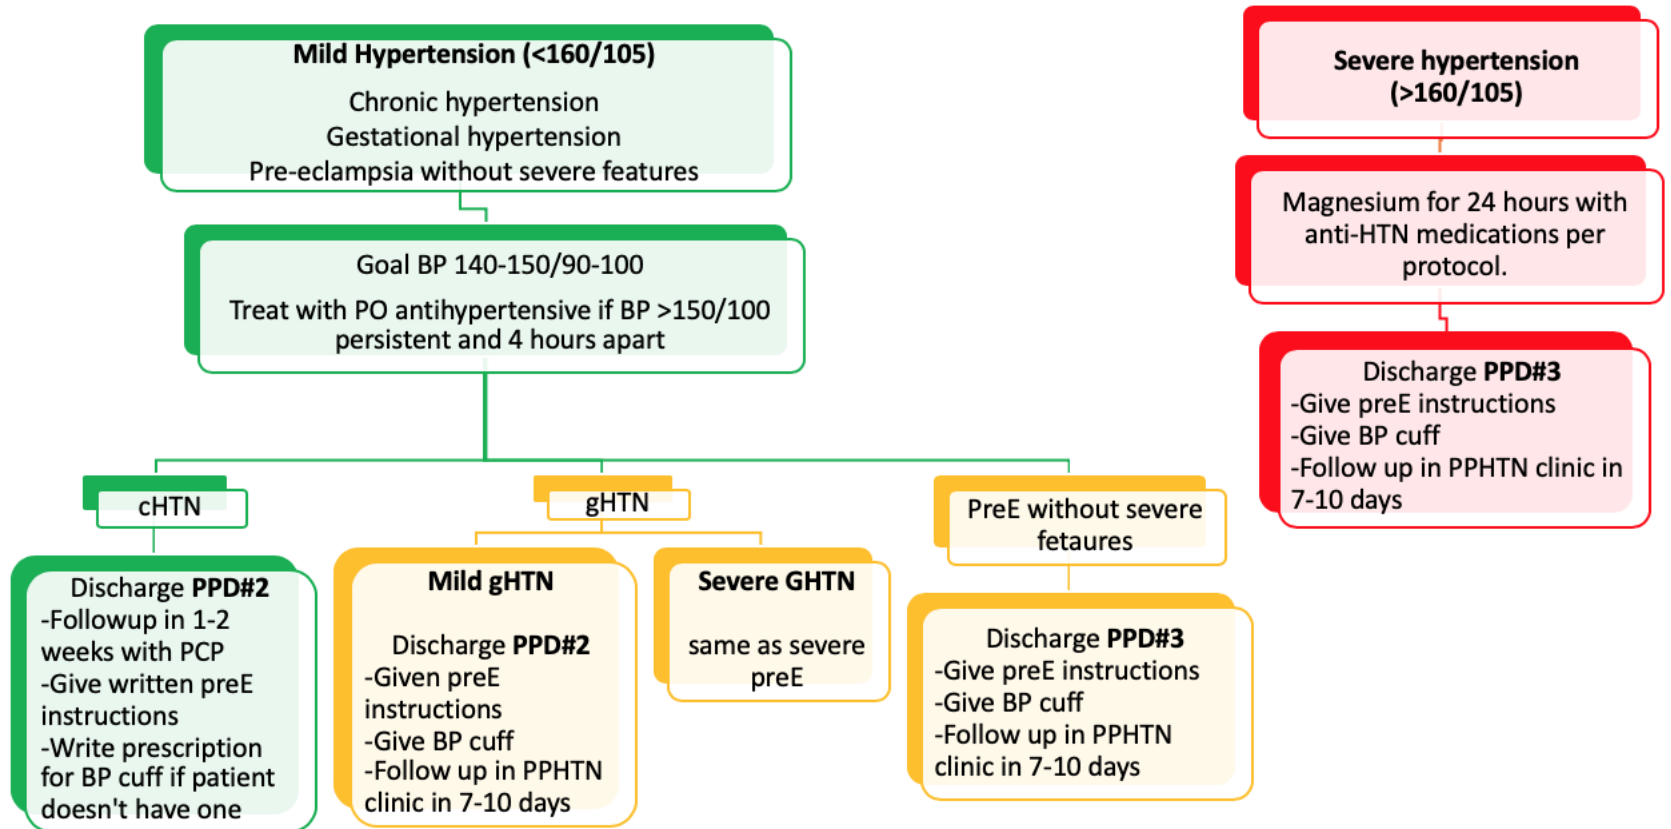 Mild Hypertension (<160/105)
Chronic hypertension
Gestational hypertension
Pre-eclampsia without severe features
Goal BP 140-150/90-100
Treat with PO antihypertensive if BP >150/100
persistent and 4 hours apart
cHTN
Discharge PPD#2
-Followup in 1-2
weeks with PCP
-Give written preE
instructions
-Write prescription
for BP cuff if patient
doesn't have one
gHTN
Mild gHTN
Discharge PPD#2
-Given preE
instructions
-Give BP cuff
-Follow up in PPHTN
clinic in 7-10 days
Severe GHTN
same as severe
preE
PreE without severe
fetaures
Discharge PPD#3
-Give preE instructions
-Give BP cuff
-Follow up in PPHTN
clinic in 7-10 days
Severe hypertension
(>160/105)
Magnesium for 24 hours with
anti-HTN medications per
protocol.
Discharge PPD#3
-Give preE instructions
-Give BP cuff
-Follow up in PPHTN clinic in
7-10 days